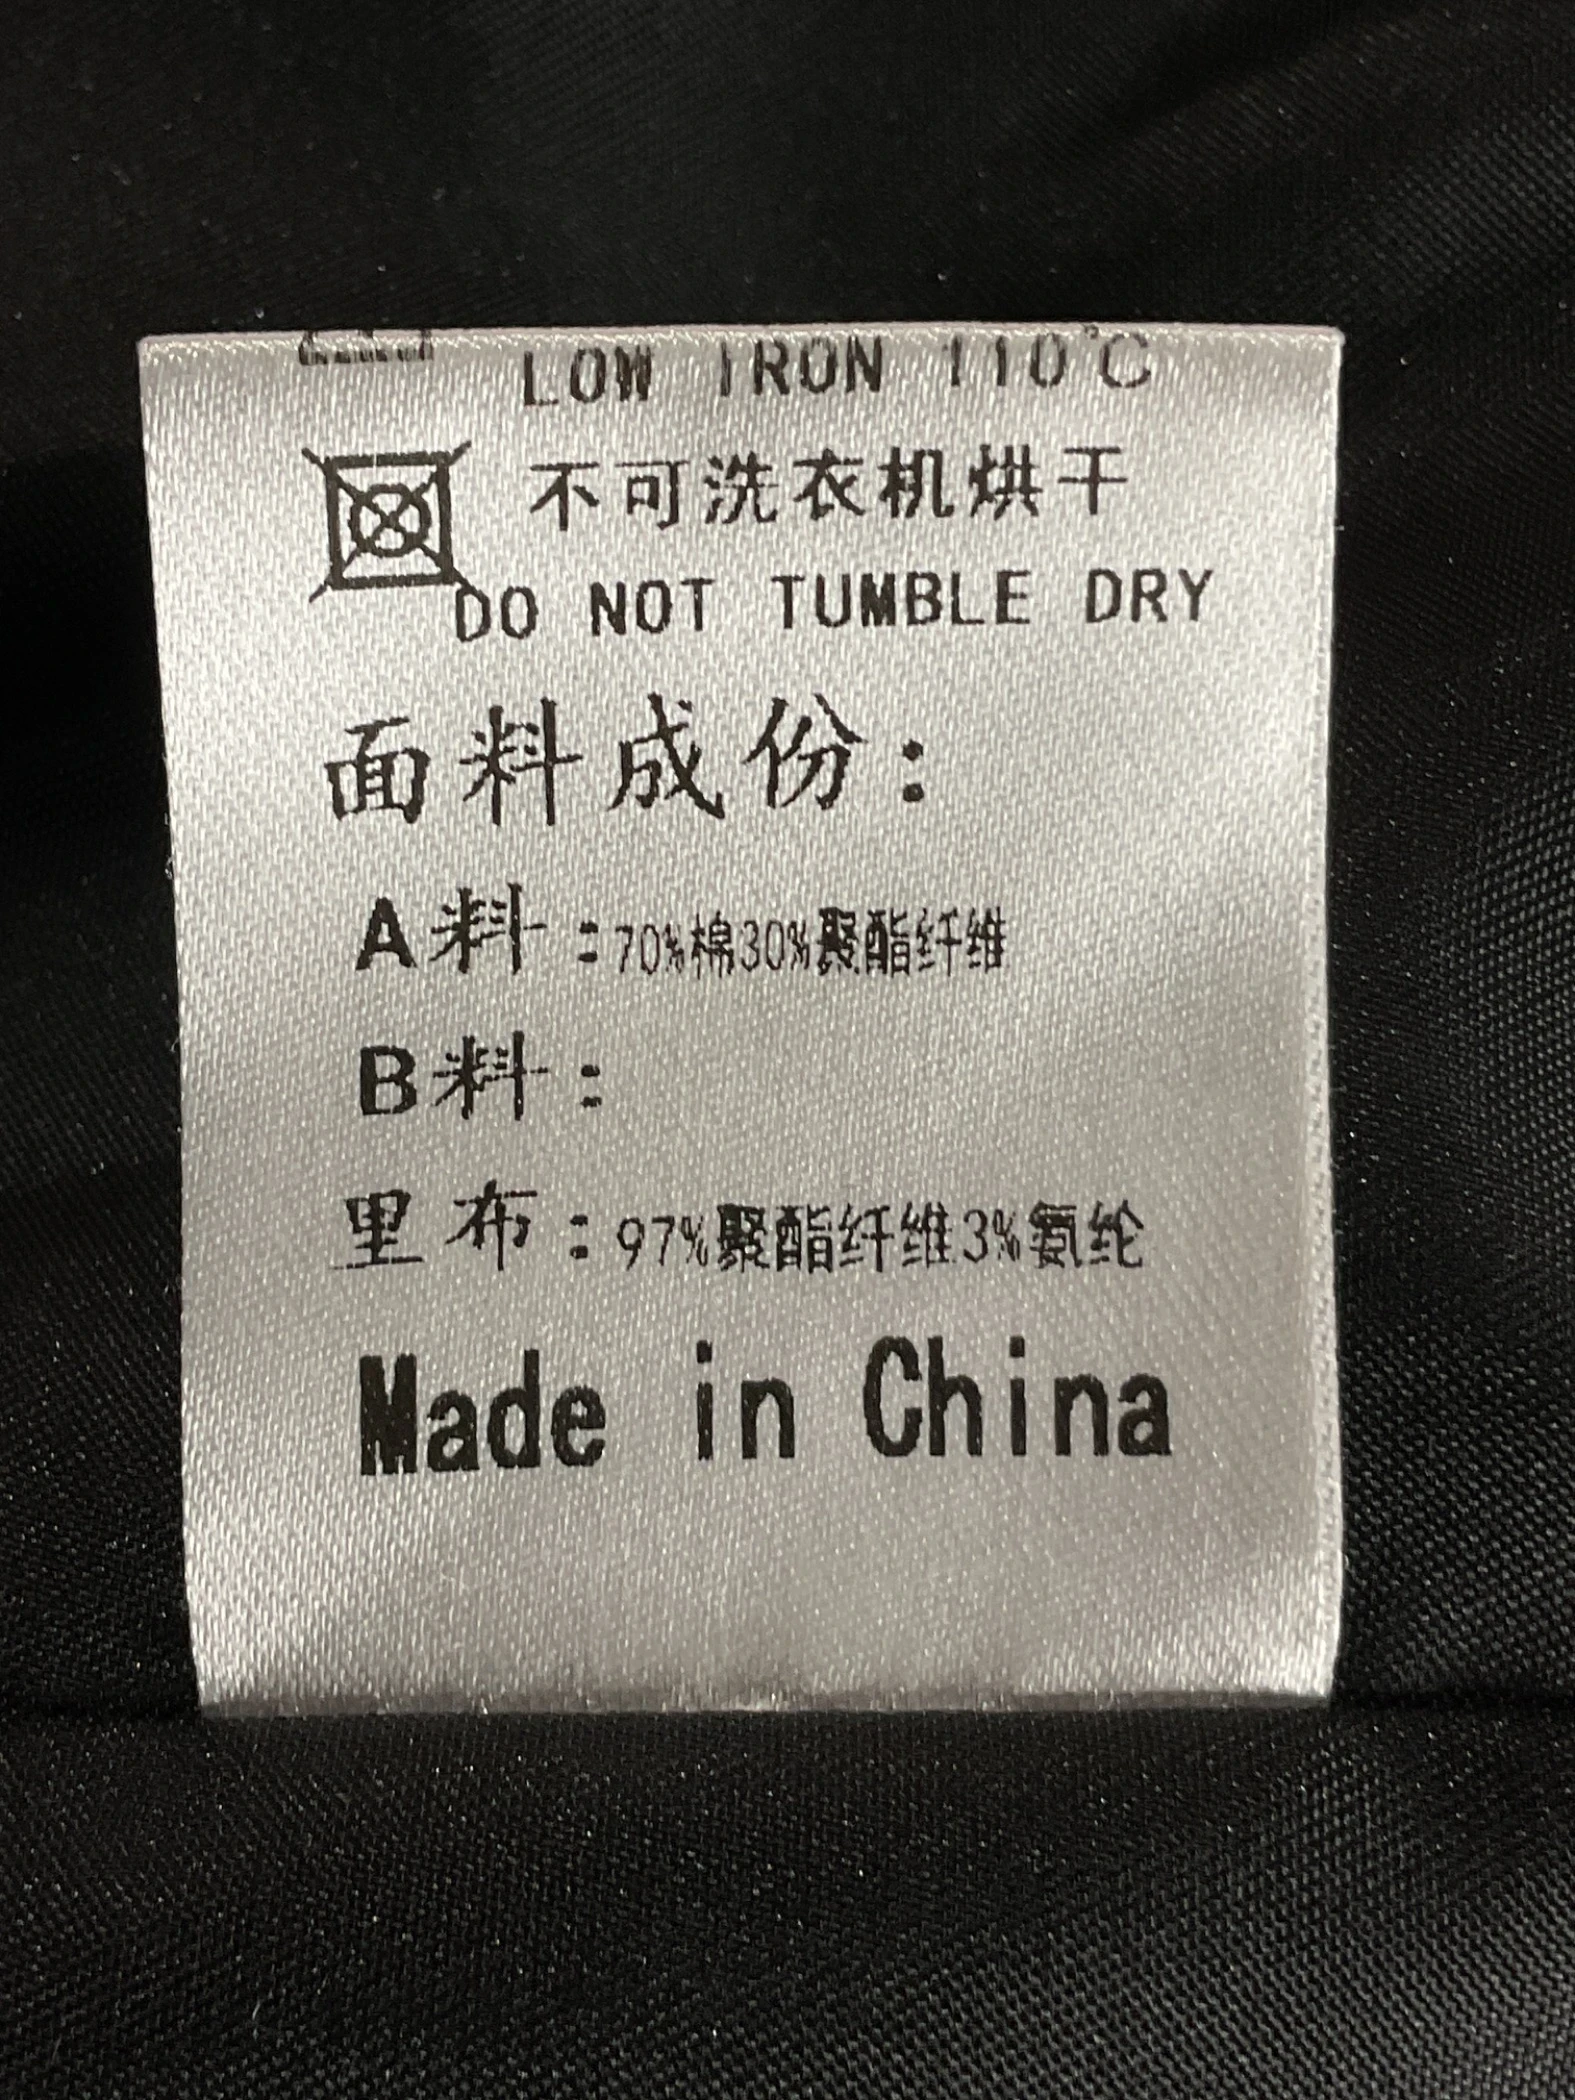 LOW IRON 110℃
不可洗衣机烘干
DO NOT TUMBLE DRY
面料成份:
A料:70%棉30%聚酯纤维
B料:
里布:97%聚酯纤维3%氨纶
Made in China